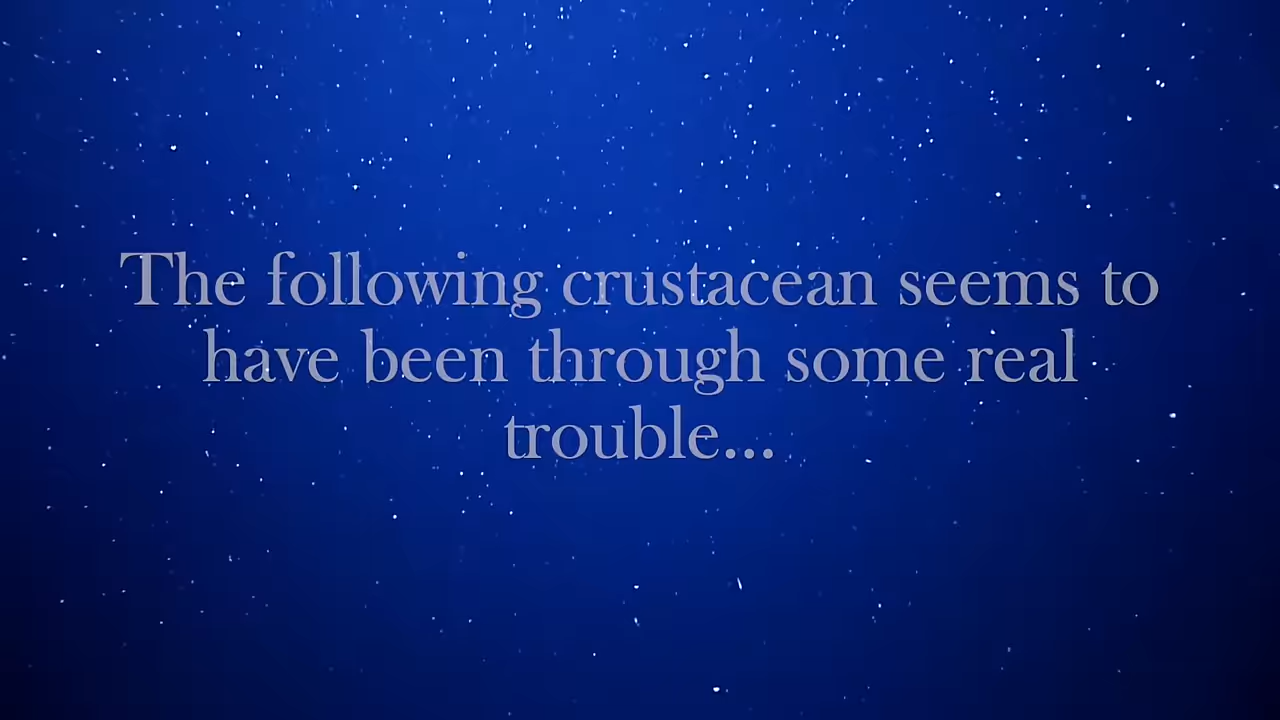 The following crustacean seems to
have been through some real
trouble...